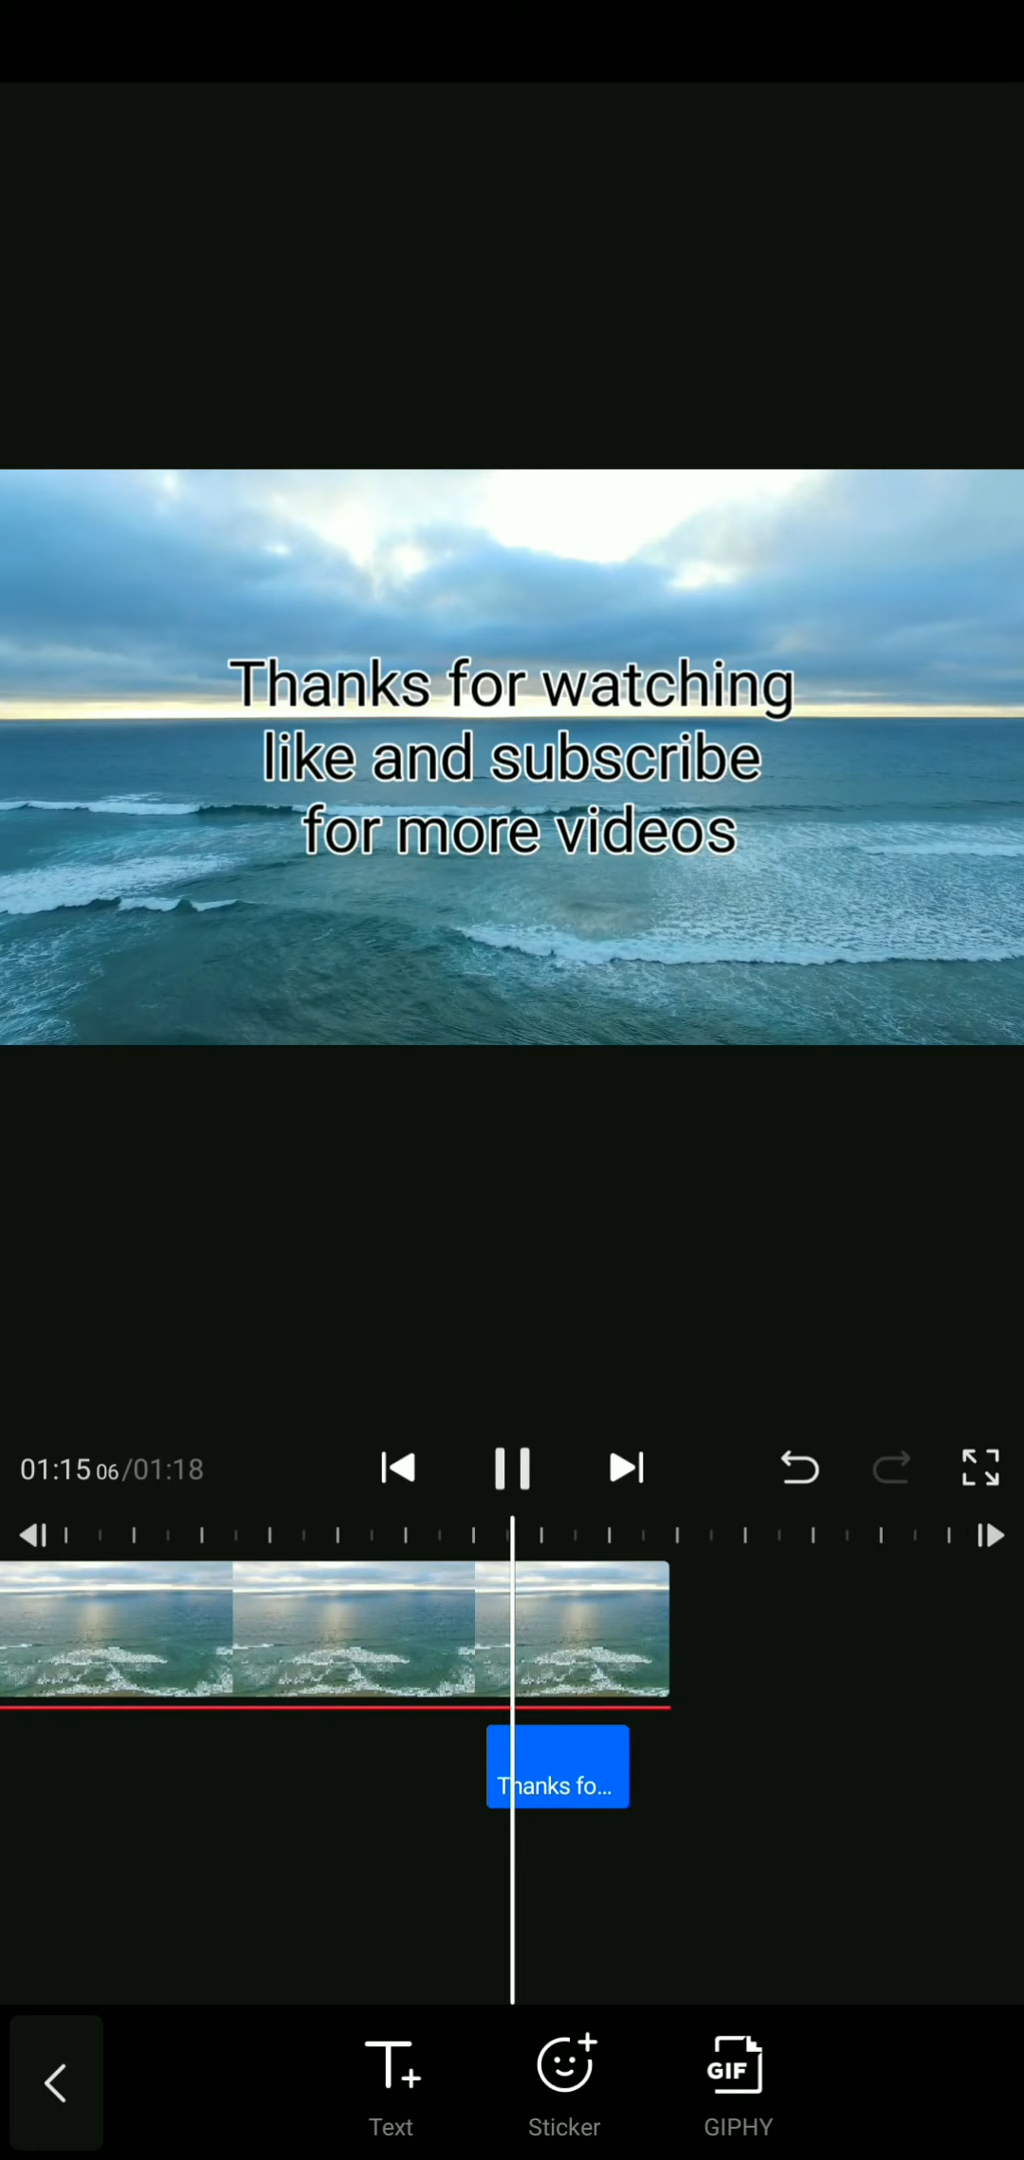 Thanks for watching
like and subscribe
for more videos
01:15 06/01:18
Thanks fo...
Text
Sticker
GIF
GIPHY